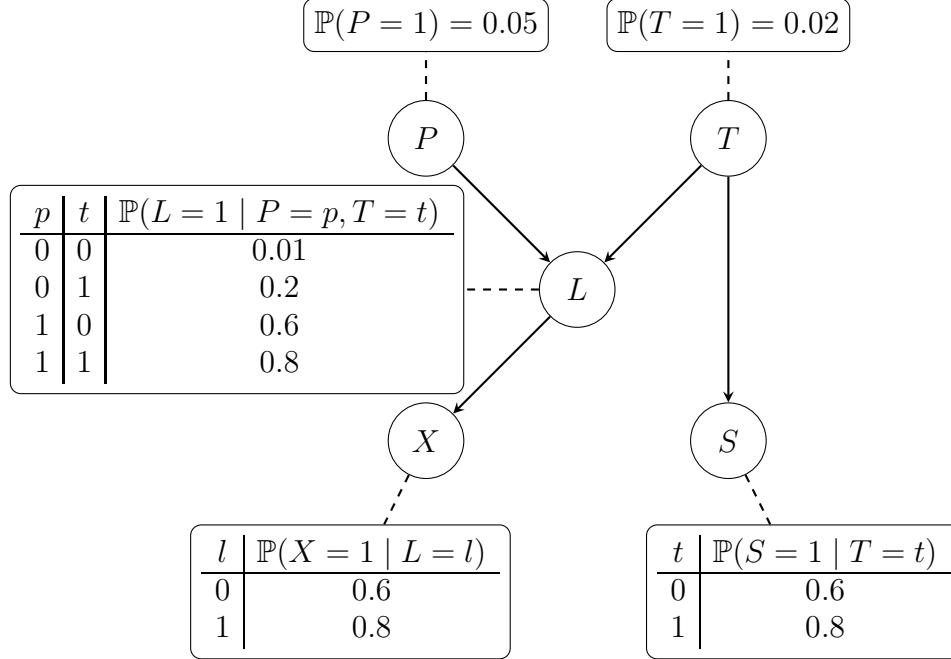 ℙ(P = 1) = 0.05
ℙ(T = 1) = 0.02
P
T
p t ℙ(L = 1 | P = p, T = t)
0 0 0.01
0 1 0.2
1 0 0.6
1 1 0.8
L
X
S
l ℙ(X = 1 | L = l)
0 0.6
1 0.8
t ℙ(S = 1 | T = t)
0 0.6
1 0.8